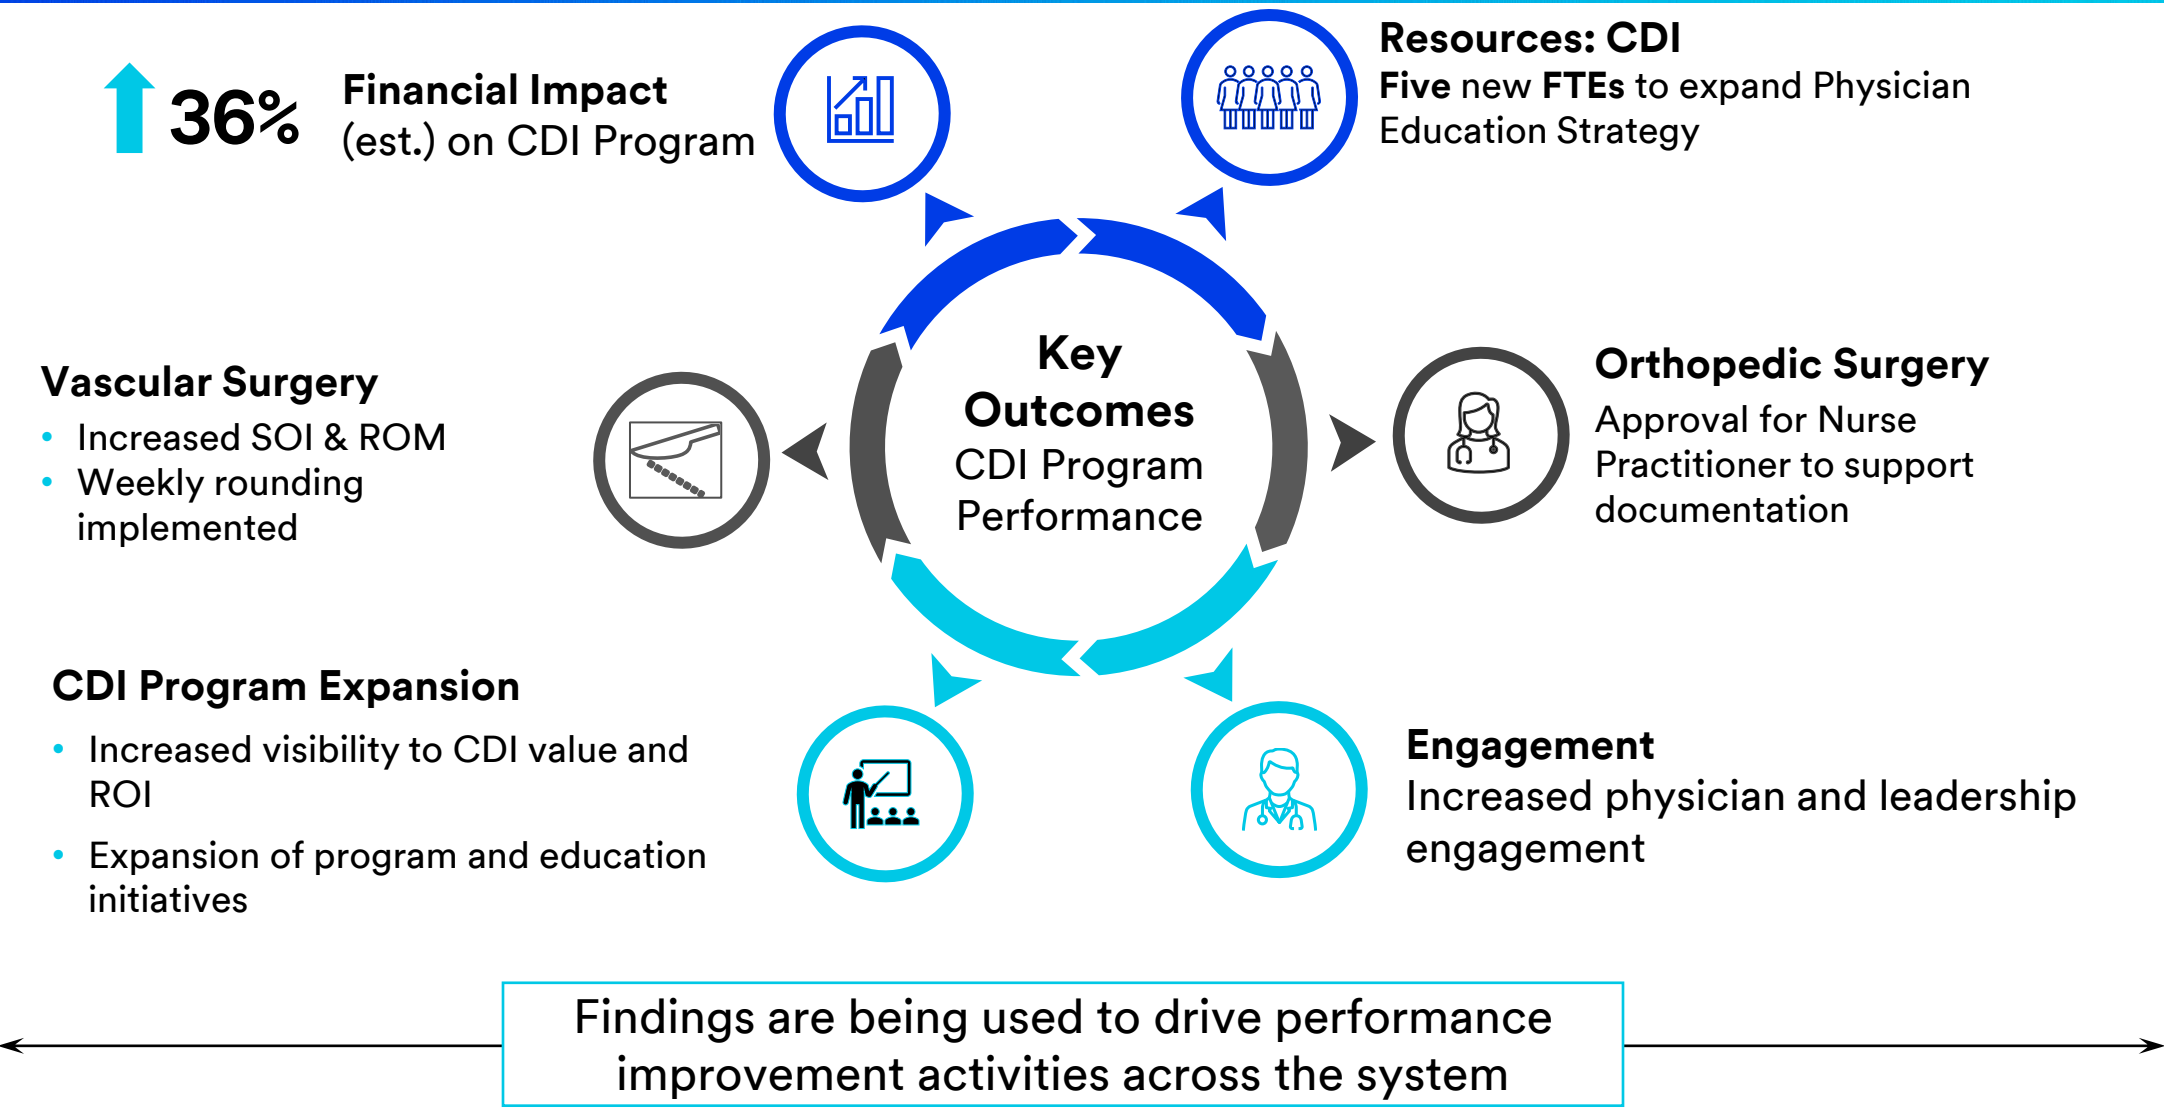 36%
Financial Impact
(est.) on CDI Program
Resources: CDI
Five new FTEs to expand Physician
Education Strategy
Key
Outcomes
CDI Program
Performance
Vascular Surgery
• Increased SOI & ROM
• Weekly rounding
implemented
Orthopedic Surgery
Approval for Nurse
Practitioner to support
documentation
CDI Program Expansion
• Increased visibility to CDI value and
ROI
• Expansion of program and education
initiatives
Engagement
Increased physician and leadership
engagement
Findings are being used to drive performance
improvement activities across the system